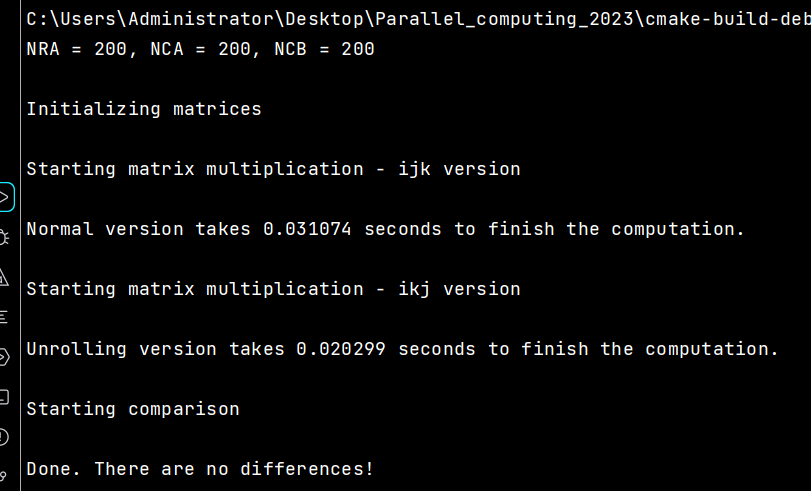 C:\Users\Administrator\Desktop\Parallel_computing_2023\cmake-build-deb
NRA = 200, NCA = 200, NCB = 200
Initializing matrices
Starting matrix multiplication - ijk version
Normal version takes 0.031074 seconds to finish the computation.
Starting matrix multiplication - ikj version
Unrolling version takes 0.020299 seconds to finish the computation.
Starting comparison
Done. There are no differences!